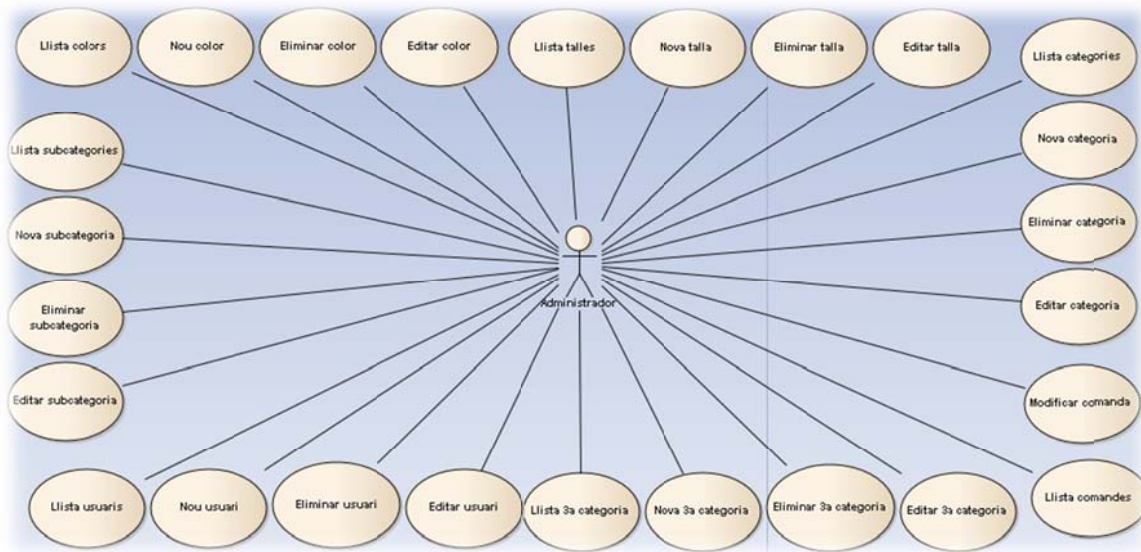 Llista colors
Nou color
Eliminar color
Editar color
Llista talles
Nova talla
Eliminar talla
Editar talla
Llista categories
Llista subcategories
Nova categoria
Nova subcategoria
Eliminar categoria
Administrador
Eliminar
subcategoria
Editar categoria
Editar subcategoria
Modificar comanda
Llista usuaris
Nou usuari
Eliminar usuari
Editar usuari
Llista 3a categoria
Nova 3a categoria
Eliminar 3a categoria
Editar 3a categoria
Llista comandes